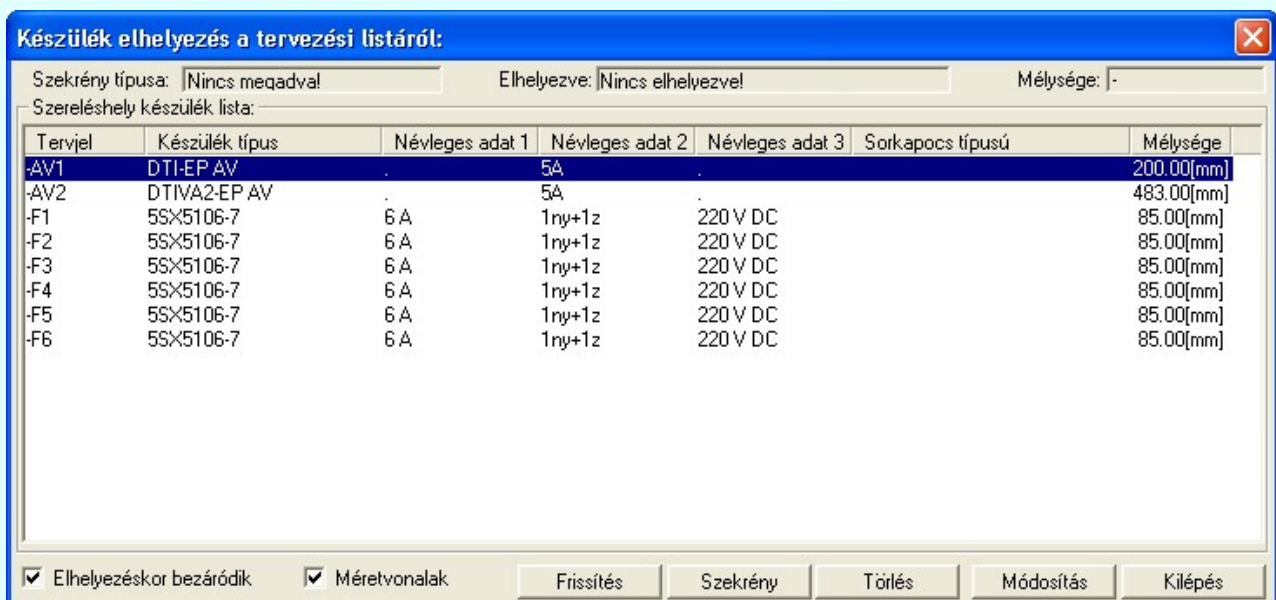 Készülék elhelyezés a tervezési listáról:
Szekrény típusa: Nincs megadva! Elhelyezve: Nincs elhelyezve! Mélysége: -
Szereléshely készülék lista:
Tervjel Készülék típus Névleges adat 1 Névleges adat 2 Névleges adat 3 Sorkapocs típusú Mélysége
-AV1 DTI-EP AV . 5A . 200.00[mm]
-AV2 DTIVA2-EP AV . 5A . 483.00[mm]
-F1 5SX5106-7 6 A 1ny+1z 220 V DC 85.00[mm]
-F2 5SX5106-7 6 A 1ny+1z 220 V DC 85.00[mm]
-F3 5SX5106-7 6 A 1ny+1z 220 V DC 85.00[mm]
-F4 5SX5106-7 6 A 1ny+1z 220 V DC 85.00[mm]
-F5 5SX5106-7 6 A 1ny+1z 220 V DC 85.00[mm]
-F6 5SX5106-7 6 A 1ny+1z 220 V DC 85.00[mm]
Elhelyezéskor bezáródik Méretvonalak Frissítés Szekrény Törlés Módosítás Kilépés